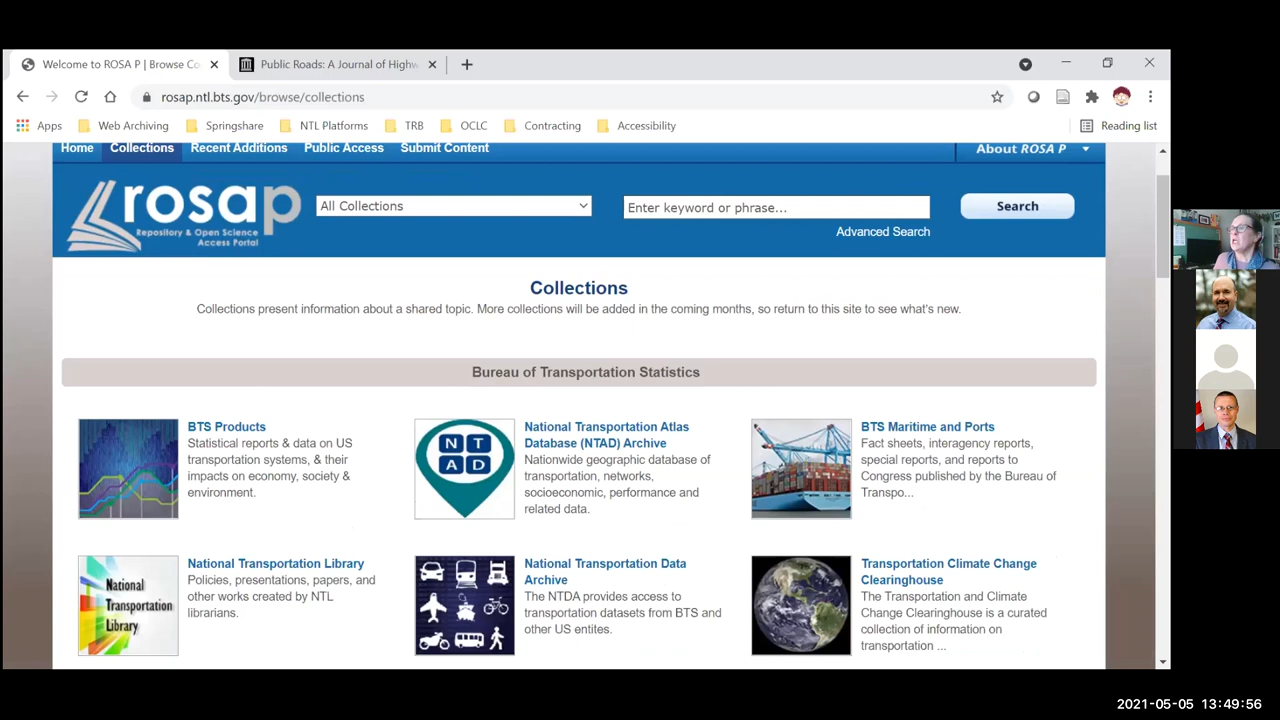 Welcome to ROSA P | Browse Co
Public Roads: A Journal of Highw
rosap.ntl.bts.gov/browse/collections
Apps
Web Archiving
Springshare
NTL Platforms
TRB
OCLC
Contracting
Accessibility
Reading list
Home
Collections
Recent Additions
Public Access
Submit Content
About ROSA P
rosap
Repository & Open Science
Access Portal
All Collections
Enter keyword or phrase...
Search
Advanced Search
Collections
Collections present information about a shared topic. More collections will be added in the coming months, so return to this site to see what's new.
Bureau of Transportation Statistics
BTS Products
Statistical reports & data on US
transportation systems, & their
impacts on economy, society &
environment.
N T
A D
National Transportation Atlas
Database (NTAD) Archive
Nationwide geographic database of
transportation, networks,
socioeconomic, performance and
related data.
BTS Maritime and Ports
Fact sheets, interagency reports,
special reports, and reports to
Congress published by the Bureau of
Transpo...
National
Transportation
Library
National Transportation Library
Policies, presentations, papers, and
other works created by NTL
librarians.
National Transportation Data
Archive
The NTDA provides access to
transportation datasets from BTS and
other US entites.
Transportation Climate Change
Clearinghouse
The Transportation and Climate
Change Clearinghouse is a curated
collection of information on
transportation ...
2021-05-05 13:49:56